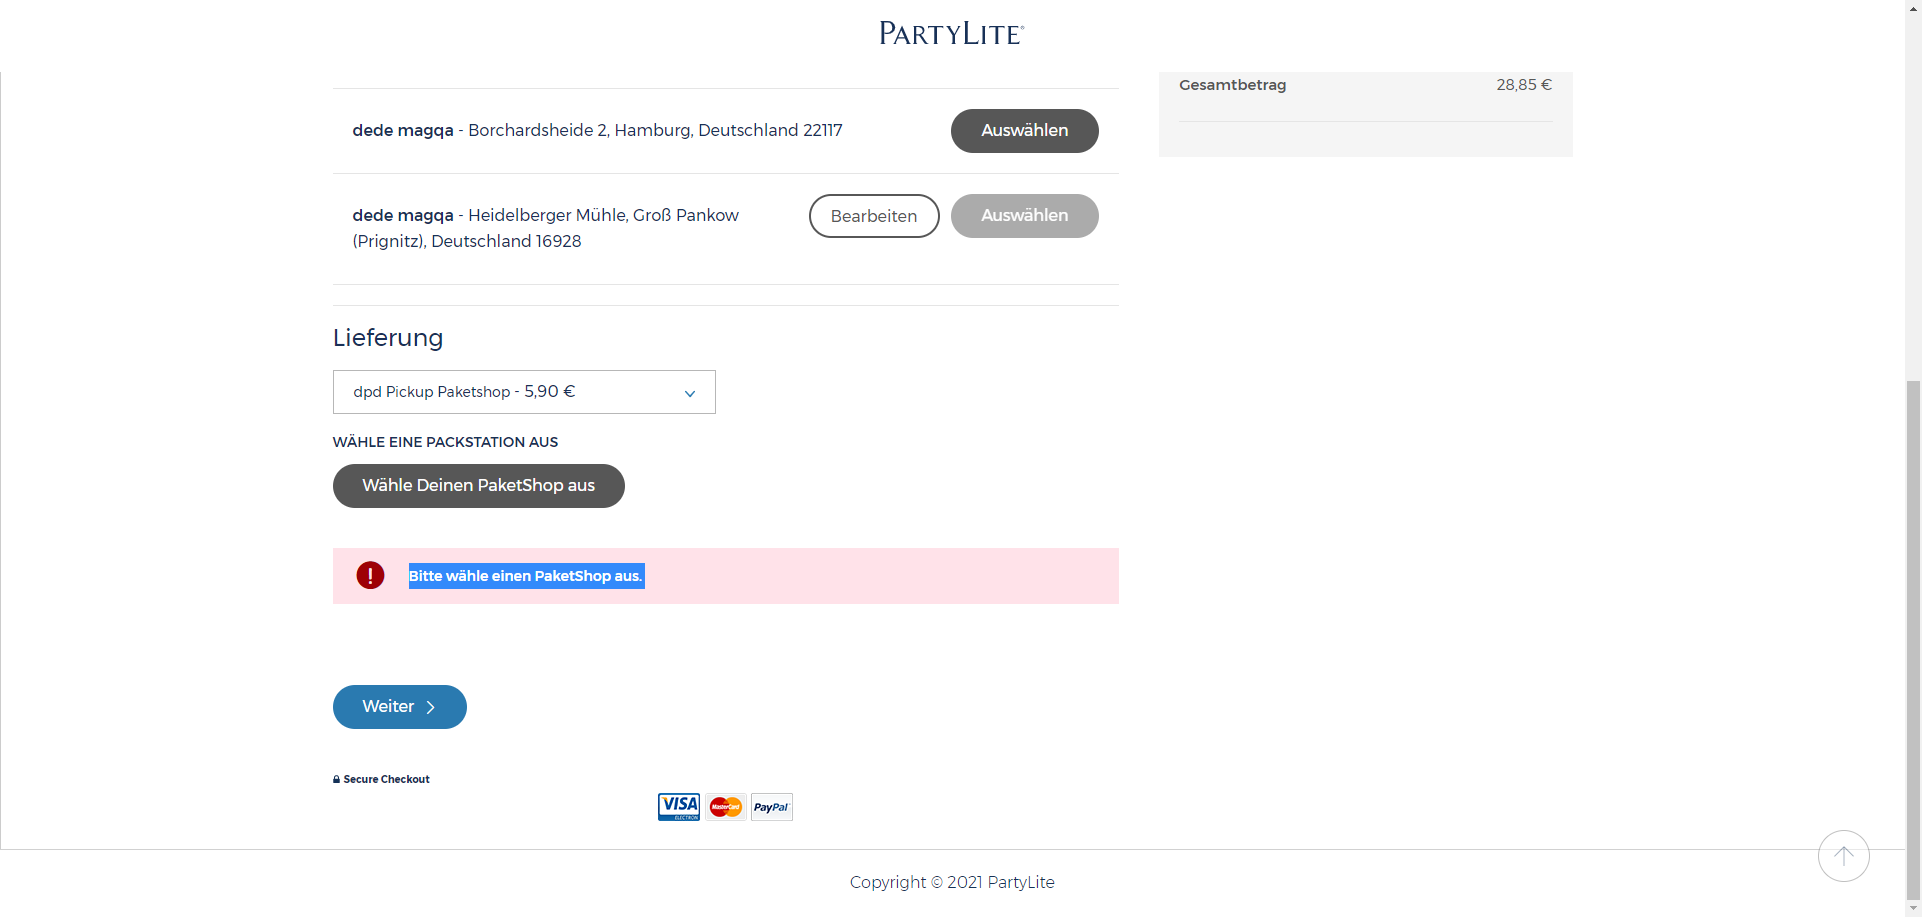 PARTYLITE®
Gesamtbetrag 28,85 €
dede magqa - Borchardsheide 2, Hamburg, Deutschland 22117
Auswählen
dede magqa - Heidelberger Mühle, Groß Pankow
(Prignitz), Deutschland 16928
Bearbeiten
Auswählen
Lieferung
dpd Pickup Paketshop - 5,90 €
WÄHLE EINE PACKSTATION AUS
Wähle Deinen PaketShop aus
! Bitte wähle einen PaketShop aus.
Weiter
Secure Checkout
VISA ELECTRON MasterCard PayPal
Copyright © 2021 PartyLite